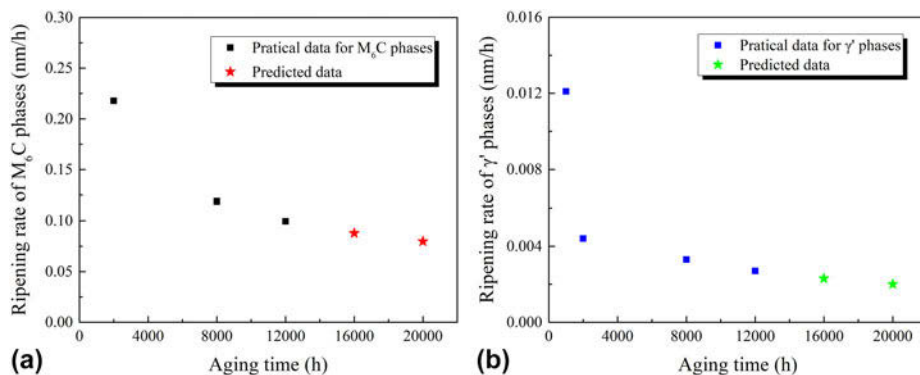 0.30
0.25
0.20
0.15
0.10
0.05
0.00
Ripening rate of M₆C phases (nm/h)
Pratical data for M₆C phases
Predicted data
0 4000 8000 12000 16000 20000
Aging time (h)
(a)
0.016
0.012
0.008
0.004
0.000
Ripening rate of γ' phases (nm/h)
Pratical data for γ' phases
Predicted data
0 4000 8000 12000 16000 20000
Aging time (h)
(b)